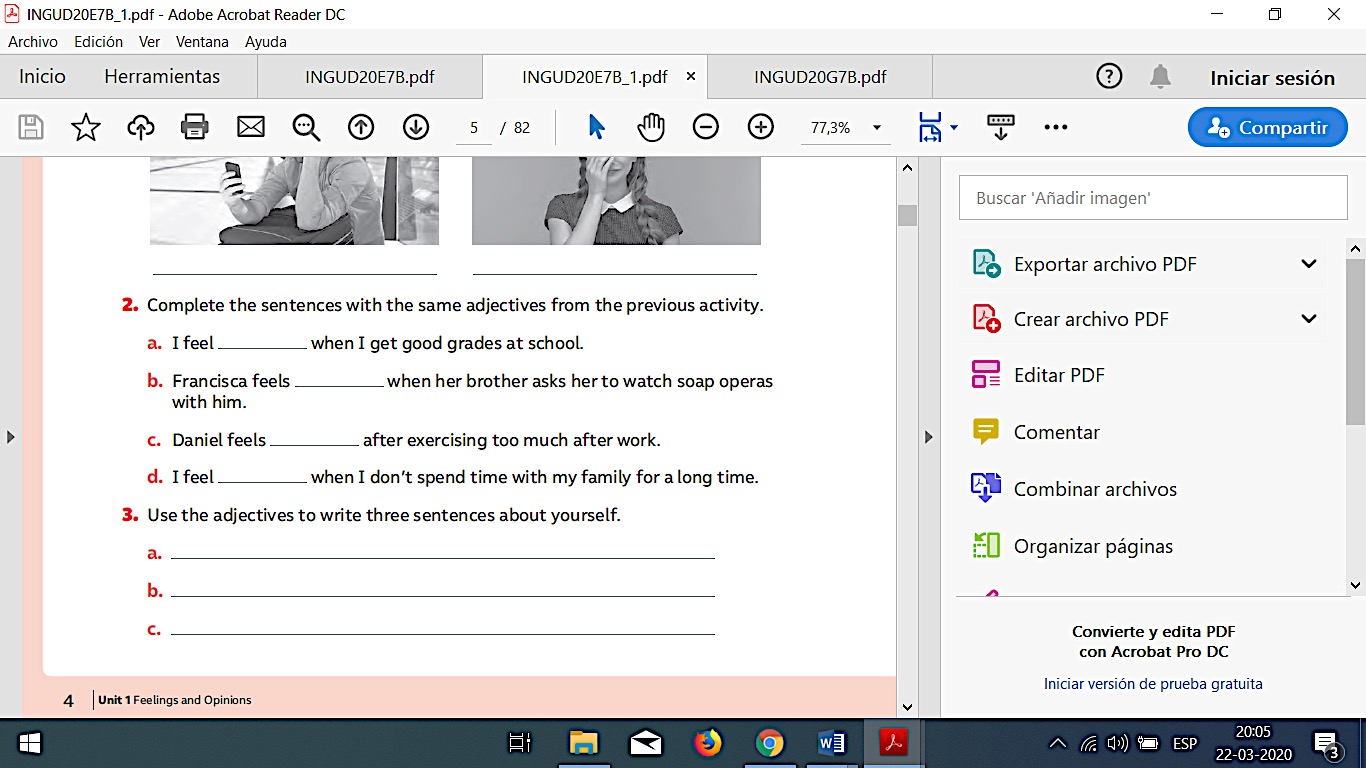 INGUD20E7B_1.pdf - Adobe Acrobat Reader DC
Archivo Edición Ver Ventana Ayuda
Inicio Herramientas INGUD20E7B.pdf INGUD20E7B_1.pdf × INGUD20G7B.pdf Iniciar sesión
5 / 82 77,3% Compartir
Buscar 'Añadir imagen'
Exportar archivo PDF
Crear archivo PDF
Editar PDF
Comentar
Combinar archivos
Organizar páginas
Convierte y edita PDF
con Acrobat Pro DC
Iniciar versión de prueba gratuita
2. Complete the sentences with the same adjectives from the previous activity.
a. I feel __________ when I get good grades at school.
b. Francisca feels __________ when her brother asks her to watch soap operas
with him.
c. Daniel feels __________ after exercising too much after work.
d. I feel __________ when I don't spend time with my family for a long time.
3. Use the adjectives to write three sentences about yourself.
a.
b.
c.
4 Unit 1 Feelings and Opinions
ESP
20:05
22-03-2020
3